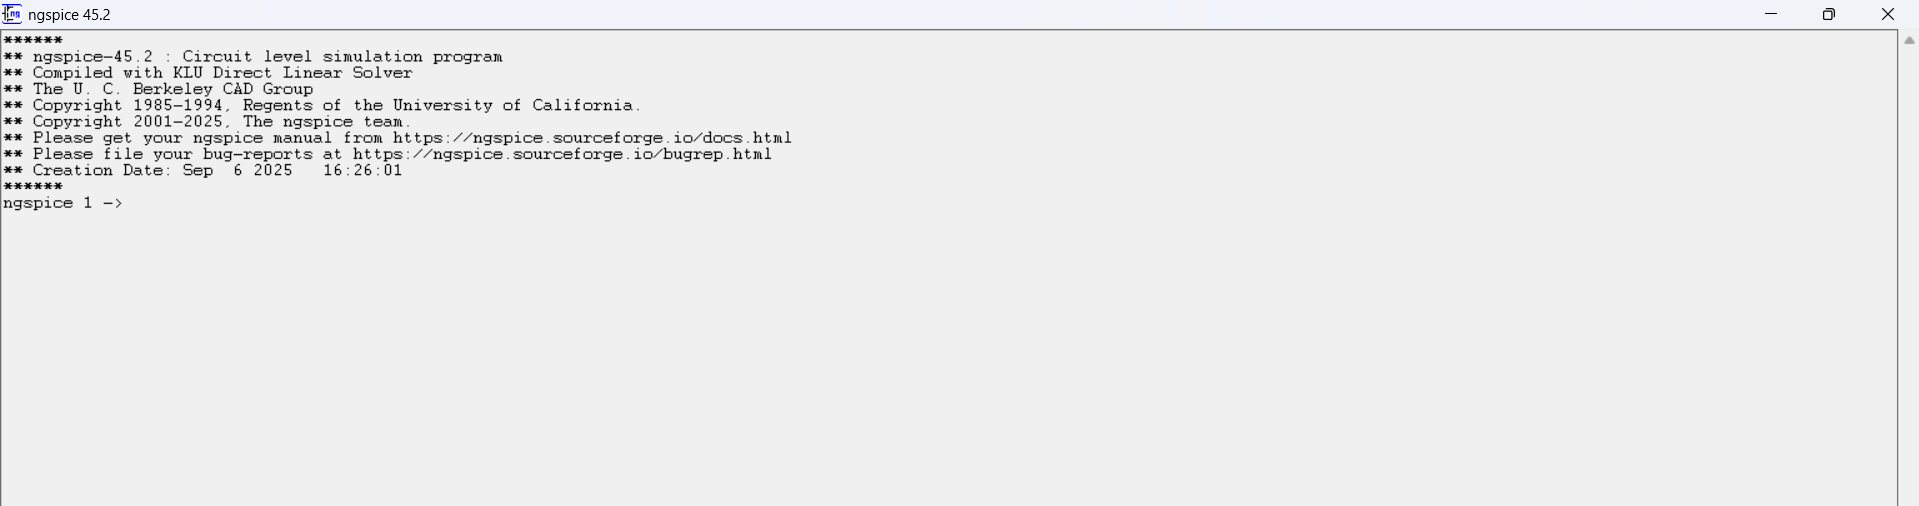 ngspice 45.2
******
** ngspice-45.2 : Circuit level simulation program
** Compiled with KLU Direct Linear Solver
** The U. C. Berkeley CAD Group
** Copyright 1985-1994, Regents of the University of California.
** Copyright 2001-2025, The ngspice team.
** Please get your ngspice manual from https://ngspice.sourceforge.io/docs.html
** Please file your bug-reports at https://ngspice.sourceforge.io/bugrep.html
** Creation Date: Sep  6 2025   16:26:01
******
ngspice 1 ->